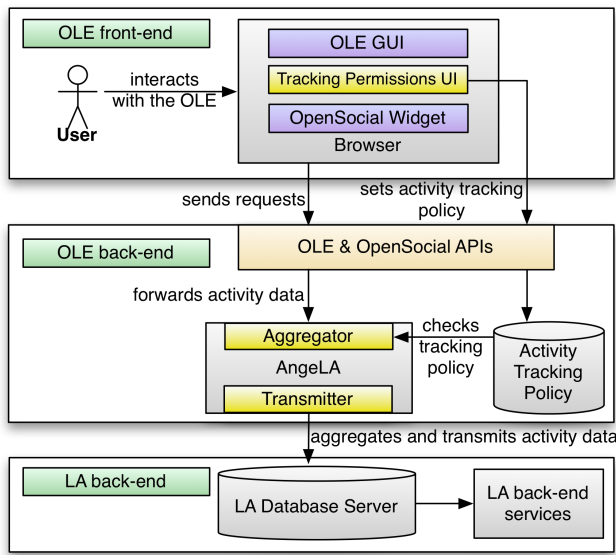 OLE front-end
OLE GUI
Tracking Permissions UI
OpenSocial Widget
Browser
interacts
with the OLE
User
sends requests
sets activity tracking
policy
OLE back-end
OLE & OpenSocial APIs
forwards activity data
Aggregator
AngeLA
Transmitter
checks
tracking
policy
Activity
Tracking
Policy
aggregates and transmits activity data
LA back-end
LA Database Server
LA back-end
services